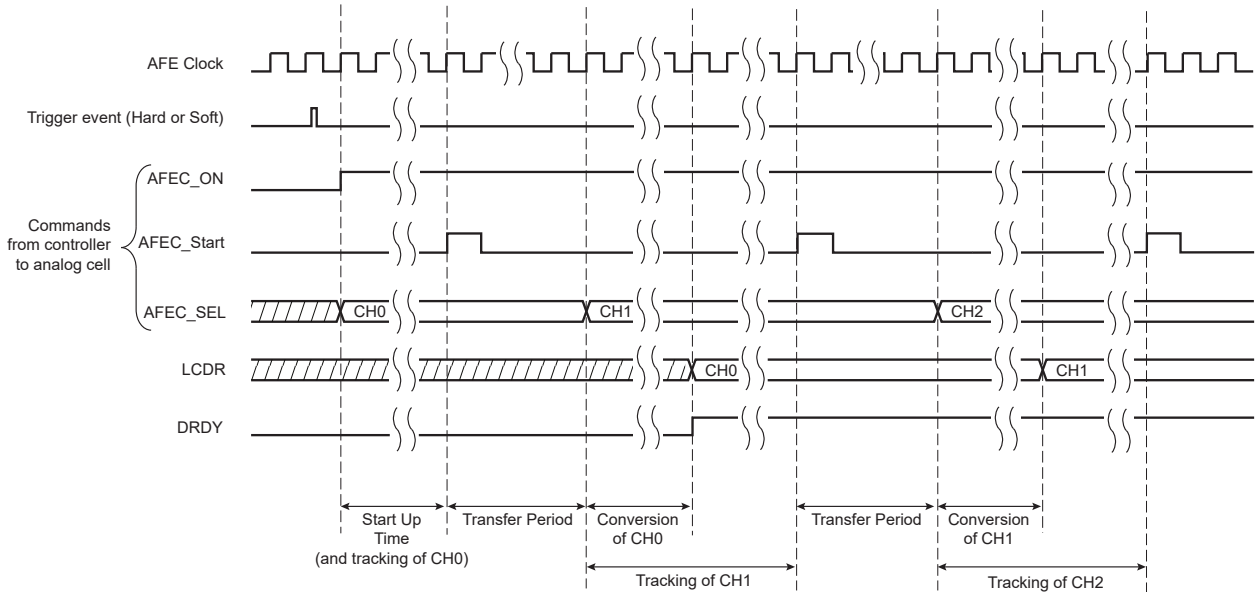 AFE Clock
Trigger event (Hard or Soft)
AFEC_ON
Commands
from controller
to analog cell
AFEC_Start
AFEC_SEL
CH0
CH1
CH2
LCDR
CH0
CH1
DRDY
Start Up
Time
(and tracking of CH0)
Transfer Period
Conversion
of CH0
Transfer Period
Conversion
of CH1
Tracking of CH1
Tracking of CH2